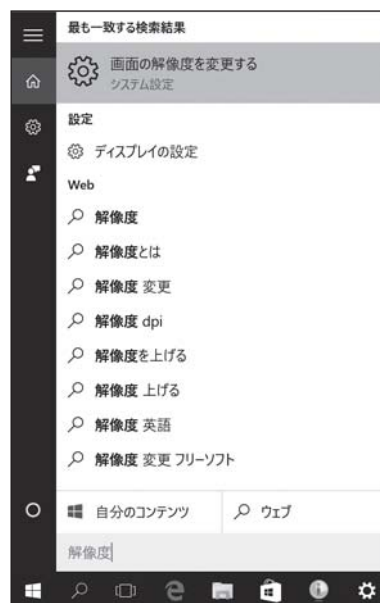 最も一致する検索結果
画面の解像度を変更する
システム設定
設定
ディスプレイの設定
Web
解像度
解像度とは
解像度 変更
解像度 dpi
解像度を上げる
解像度 上げる
解像度 英語
解像度 変更 フリーソフト
自分のコンテンツ ウェブ
解像度